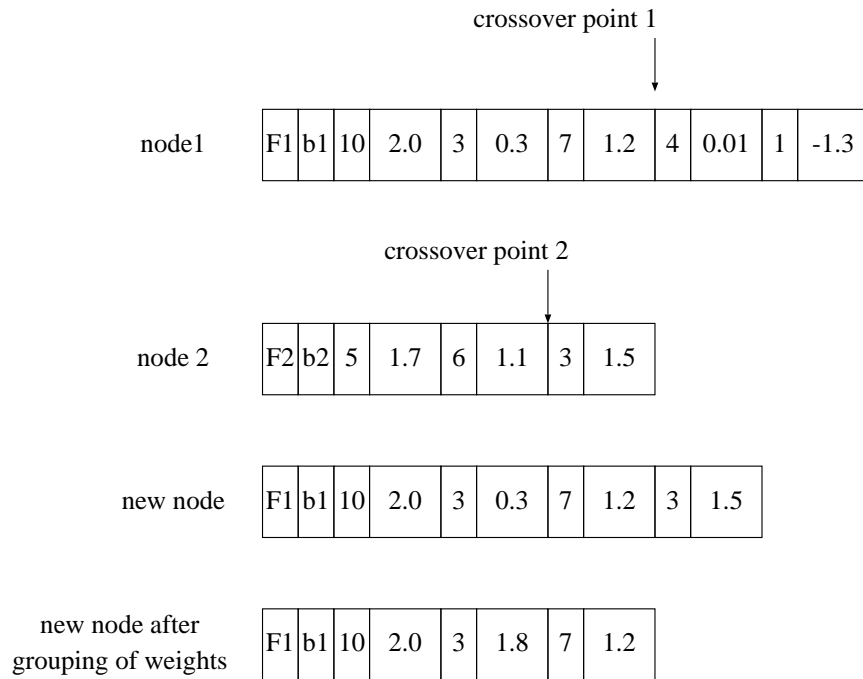 crossover point 1
node1 F1 b1 10 2.0 3 0.3 7 1.2 4 0.01 1 -1.3
crossover point 2
node 2 F2 b2 5 1.7 6 1.1 3 1.5
new node F1 b1 10 2.0 3 0.3 7 1.2 3 1.5
new node after
grouping of weights
F1 b1 10 2.0 3 1.8 7 1.2